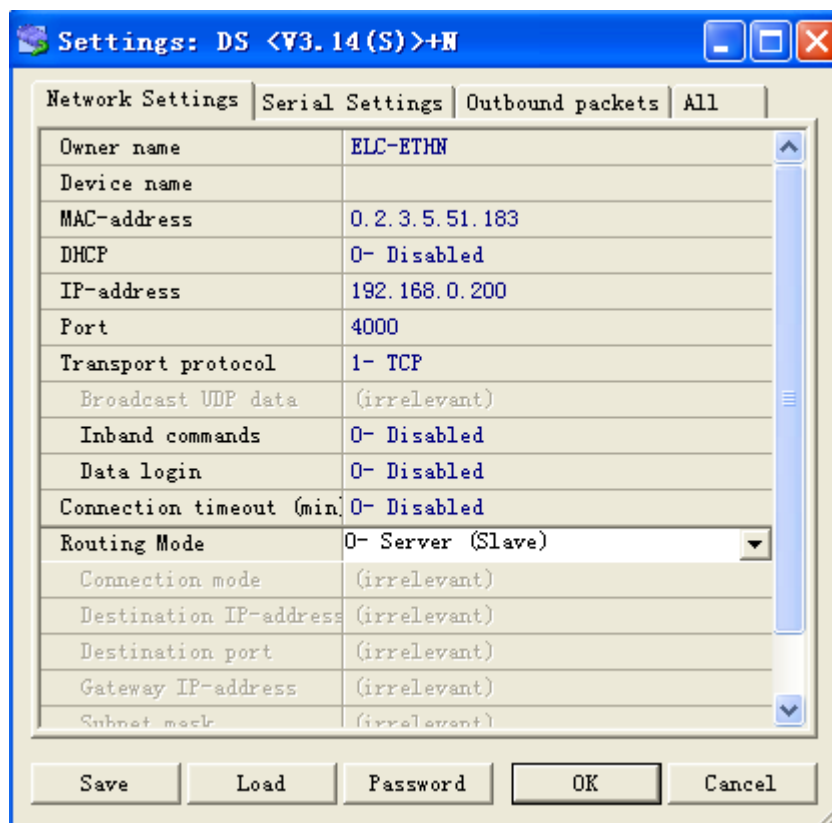 Settings: DS <V3.14(S)>+N
Network Settings Serial Settings Outbound packets All
Owner name ELC-ETHN
Device name
MAC-address 0.2.3.5.51.183
DHCP 0- Disabled
IP-address 192.168.0.200
Port 4000
Transport protocol 1- TCP
Broadcast UDP data (irrelevant)
Inband commands 0- Disabled
Data login 0- Disabled
Connection timeout (min 0- Disabled
Routing Mode 0- Server (Slave)
Connection mode (irrelevant)
Destination IP-address (irrelevant)
Destination port (irrelevant)
Gateway IP-address (irrelevant)
Subnet mask (irrelevant)
Save Load Password OK Cancel